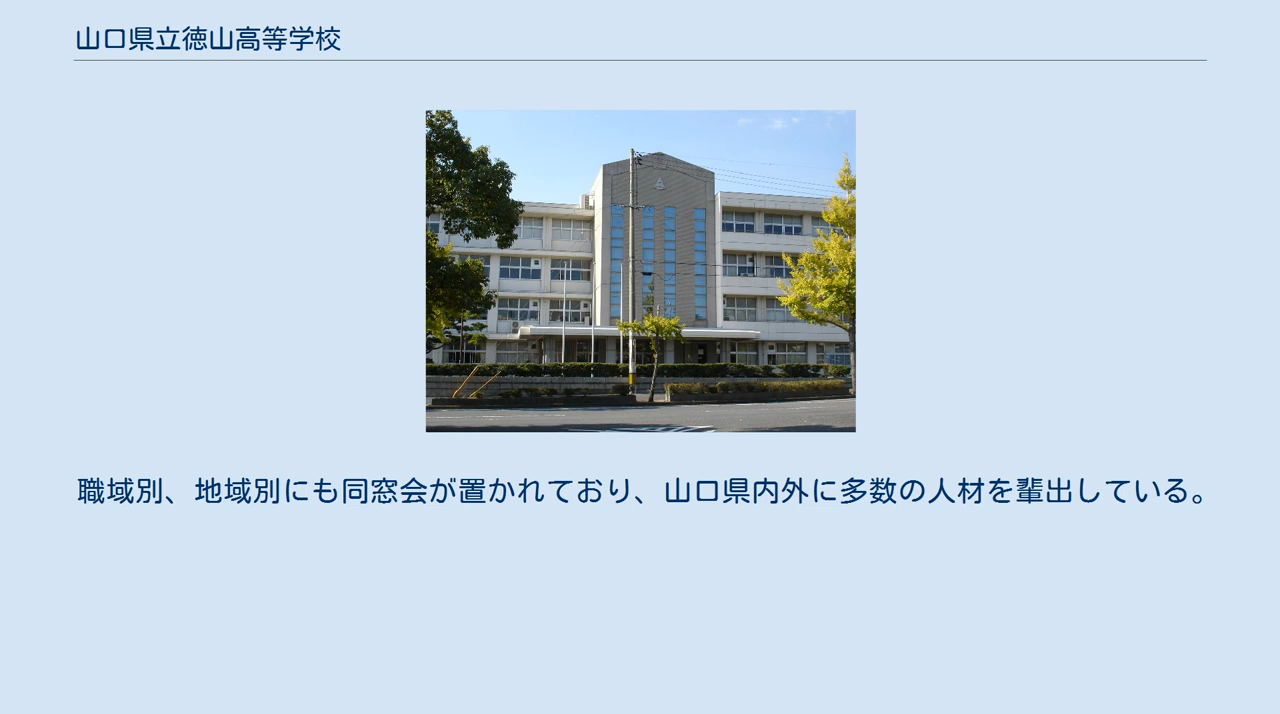 山口県立徳山高等学校
職域別、地域別にも同窓会が置かれており、山口県内外に多数の人材を輩出している。